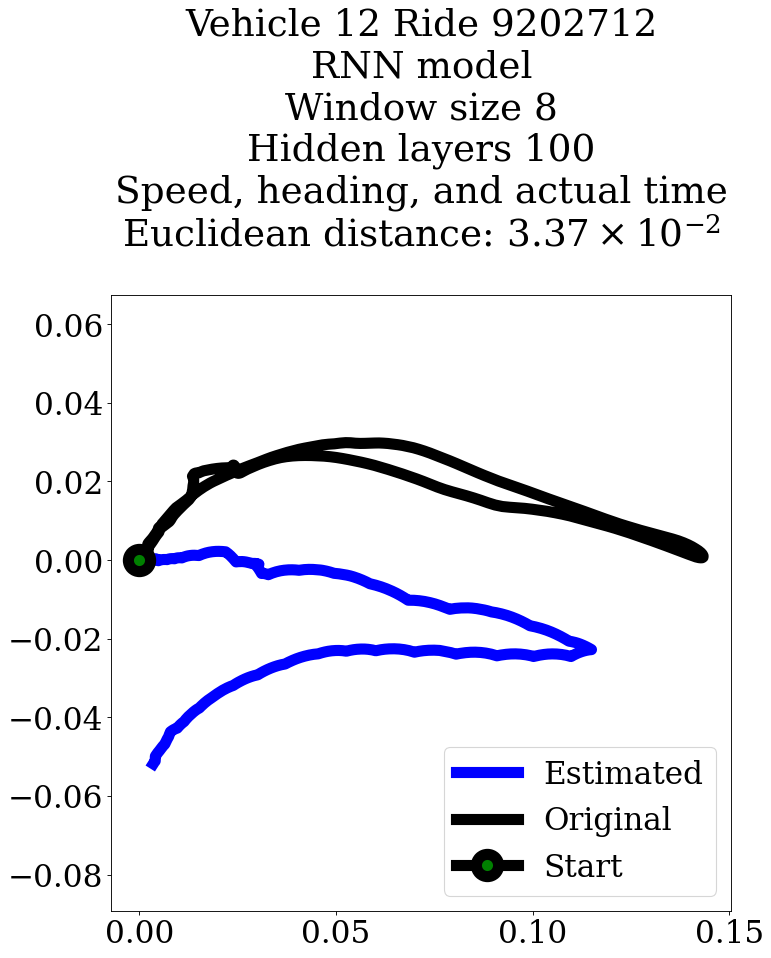 Vehicle 12 Ride 9202712
RNN model
Window size 8
Hidden layers 100
Speed, heading, and actual time
Euclidean distance: 3.37 × 10⁻²
0.06
0.04
0.02
0.00
−0.02
−0.04
−0.06
−0.08
Estimated
Original
Start
0.00 0.05 0.10 0.15